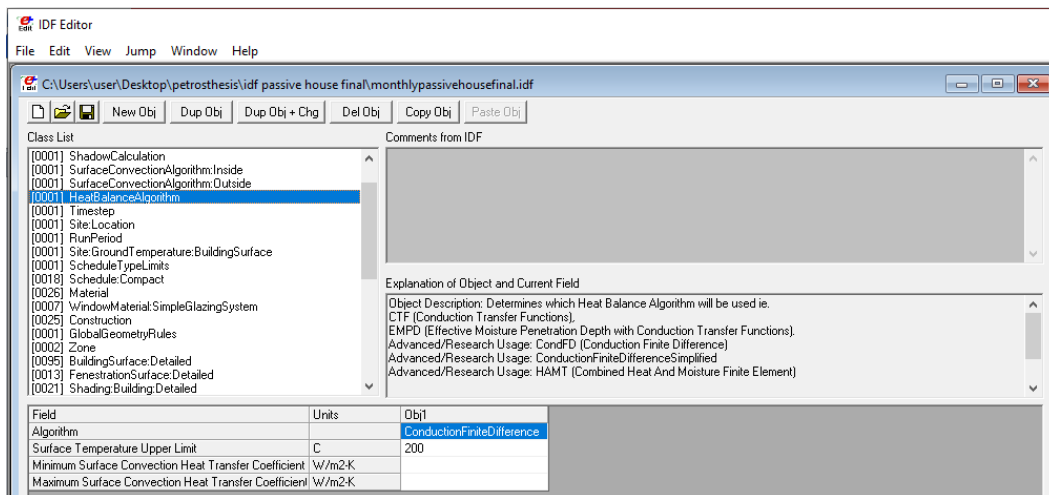 IDF Editor
File Edit View Jump Window Help
C:\Users\user\Desktop\petrosthesis\idf passive house final\monthlypassivehousefinal.idf
New Obj Dup Obj Dup Obj + Chg Del Obj Copy Obj Paste Obj
Class List
[0001] ShadowCalculation
[0001] SurfaceConvectionAlgorithm:Inside
[0001] SurfaceConvectionAlgorithm:Outside
[0001] HeatBalanceAlgorithm
[0001] Timestep
[0001] Site:Location
[0001] RunPeriod
[0001] Site:GroundTemperature:BuildingSurface
[0001] ScheduleTypeLimits
[0018] Schedule:Compact
[0026] Material
[0007] WindowMaterial:SimpleGlazingSystem
[0025] Construction
[0001] GlobalGeometryRules
[0002] Zone
[0095] BuildingSurface:Detailed
[0013] FenestrationSurface:Detailed
[0021] Shading:Building:Detailed
Comments from IDF
Explanation of Object and Current Field
Object Description: Determines which Heat Balance Algorithm will be used ie.
CTF (Conduction Transfer Functions),
EMPD (Effective Moisture Penetration Depth with Conduction Transfer Functions).
Advanced/Research Usage: CondFD (Conduction Finite Difference)
Advanced/Research Usage: ConductionFiniteDifferenceSimplified
Advanced/Research Usage: HAMT (Combined Heat And Moisture Finite Element)
Field Units Obj1
Algorithm ConductionFiniteDifference
Surface Temperature Upper Limit C 200
Minimum Surface Convection Heat Transfer Coefficient W/m2-K
Maximum Surface Convection Heat Transfer Coefficient W/m2-K